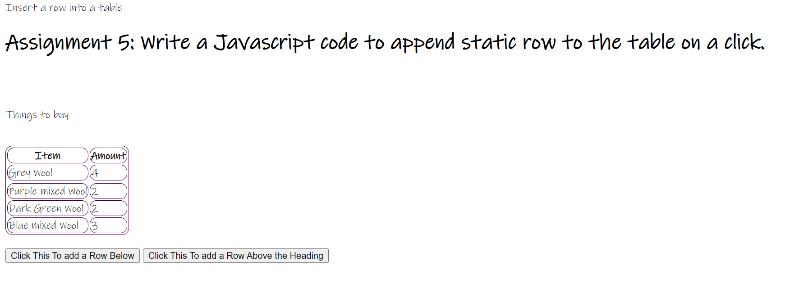 Insert a row into a table
Assignment 5: Write a Javascript code to append static row to the table on a click.
Things to buy
Item Amount
Grey Wool 4
Purple mixed Wool 2
Dark Green Wool 2
Blue mixed Wool 3
Click This To add a Row Below Click This To add a Row Above the Heading